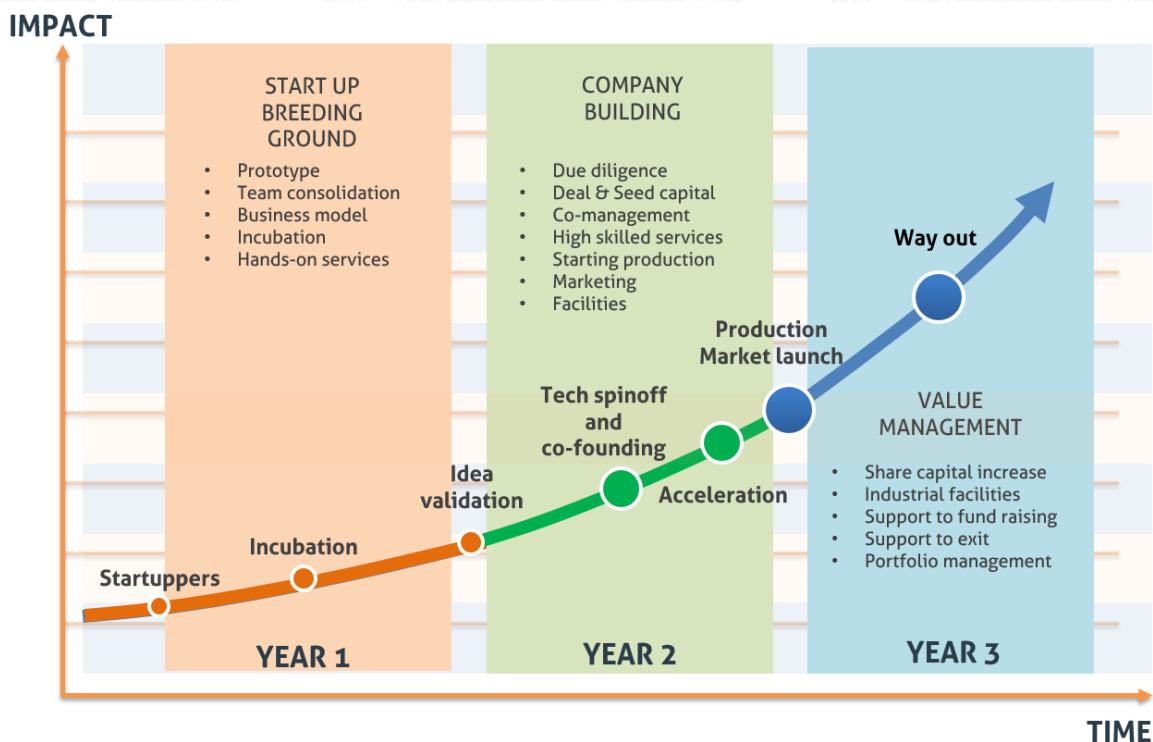 IMPACT
START UP
BREEDING
GROUND
• Prototype
• Team consolidation
• Business model
• Incubation
• Hands-on services
COMPANY
BUILDING
• Due diligence
• Deal & Seed capital
• Co-management
• High skilled services
• Starting production
• Marketing
• Facilities
Way out
Production
Market launch
Tech spinoff
and
co-founding
Acceleration
Idea
validation
Incubation
Startuppers
VALUE
MANAGEMENT
• Share capital increase
• Industrial facilities
• Support to fund raising
• Support to exit
• Portfolio management
YEAR 1
YEAR 2
YEAR 3
TIME